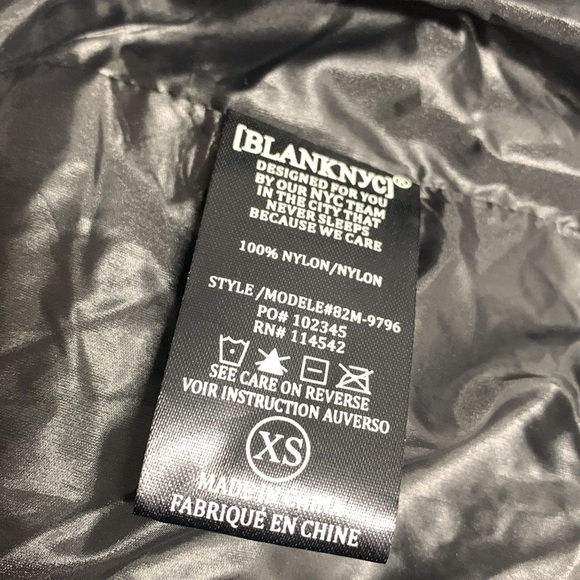 [BLANKNYC]®
DESIGNED FOR YOU
BY OUR NYC TEAM
IN THE CITY THAT
NEVER SLEEPS
BECAUSE WE CARE
100% NYLON/NYLON
STYLE/MODELE#82M-9796
PO# 102345
RN# 114542
SEE CARE ON REVERSE
VOIR INSTRUCTION AUVERSO
XS
MADE IN CHINA
FABRIQUE EN CHINE